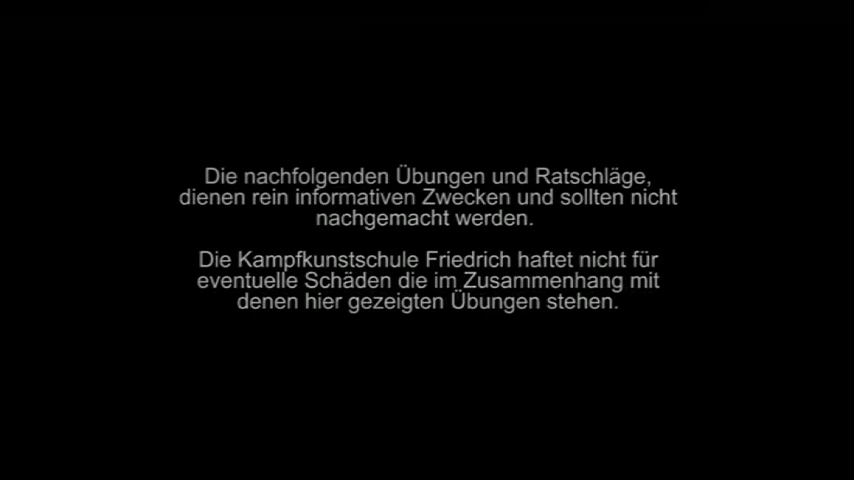 Die nachfolgenden Übungen und Ratschläge,
dienen rein informativen Zwecken und sollten nicht
nachgemacht werden.
Die Kampfkunstschule Friedrich haftet nicht für
eventuelle Schäden die im Zusammenhang mit
denen hier gezeigten Übungen stehen.